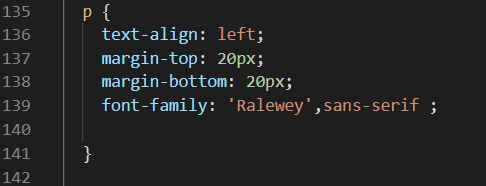 135 p {
136 text-align: left;
137 margin-top: 20px;
138 margin-bottom: 20px;
139 font-family: 'Ralewey',sans-serif ;
140
141 }
142